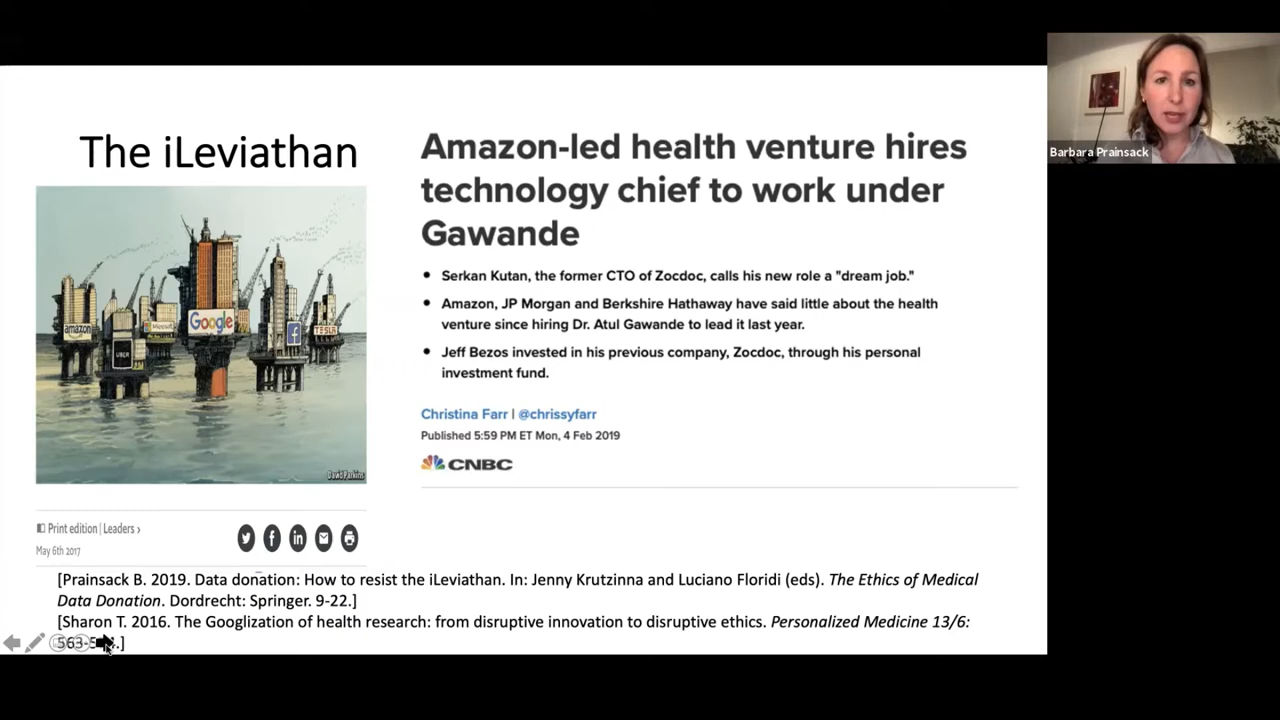 The iLeviathan
amazon
UBER
Microsoft
Google
TESLA
David Parkins
Print edition | Leaders ›
May 6th 2017
Amazon-led health venture hires
technology chief to work under
Gawande
• Serkan Kutan, the former CTO of Zocdoc, calls his new role a "dream job."
• Amazon, JP Morgan and Berkshire Hathaway have said little about the health
venture since hiring Dr. Atul Gawande to lead it last year.
• Jeff Bezos invested in his previous company, Zocdoc, through his personal
investment fund.
Christina Farr | @chrissyfarr
Published 5:59 PM ET Mon, 4 Feb 2019
CNBC
[Prainsack B. 2019. Data donation: How to resist the iLeviathan. In: Jenny Krutzinna and Luciano Floridi (eds). The Ethics of Medical
Data Donation. Dordrecht: Springer. 9-22.]
[Sharon T. 2016. The Googlization of health research: from disruptive innovation to disruptive ethics. Personalized Medicine 13/6:
Barbara Prainsack